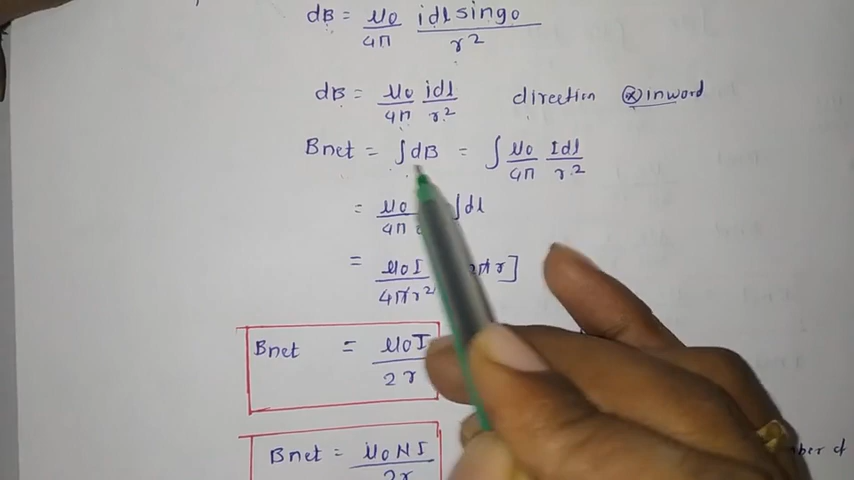 dB = μ0/4π idl sin90/r²
dB = μ0/4π idl/r² direction ⊗ inword
Bnet = ∫dB = ∫ μ0/4π Idl/r²
= μ0/4π ∫dl
= μ0I/4πr² 2πr]
Bnet = μ0I/2r
Bnet = μ0NI/2r
of